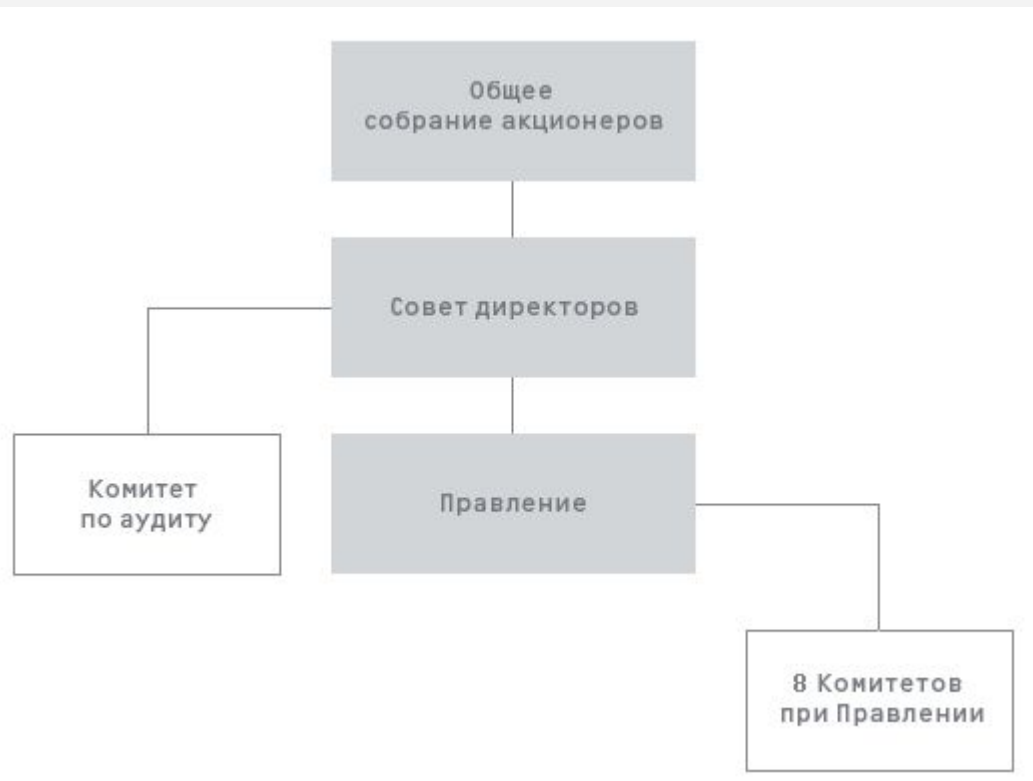 Общее
собрание акционеров
Совет директоров
Комитет
по аудиту
Правление
8 Комитетов
при Правлении